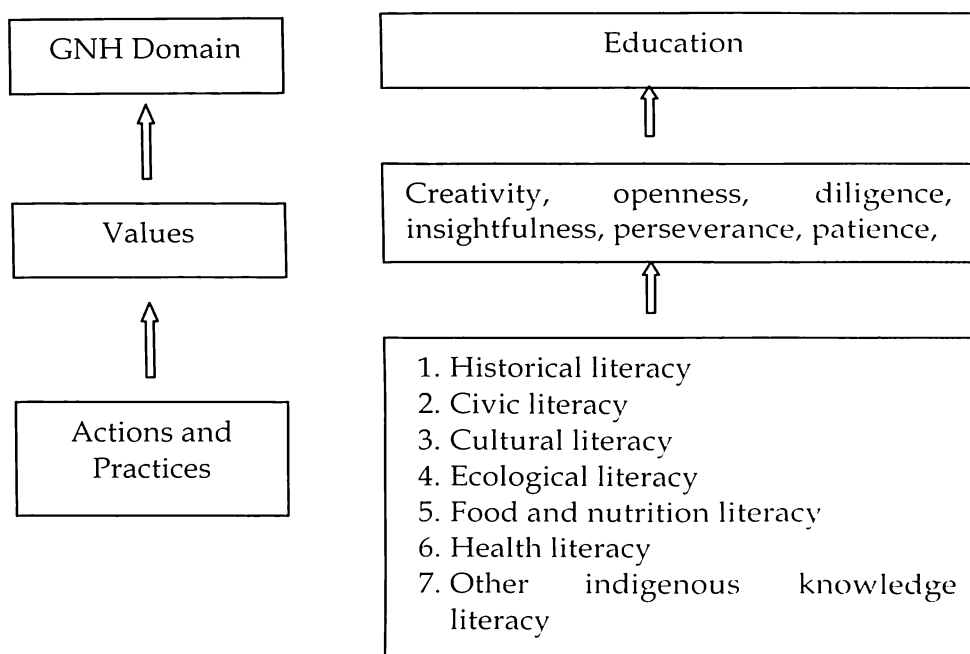 GNH Domain
Education
Values
Creativity, openness, diligence,
insightfulness, perseverance, patience,
Actions and
Practices
1. Historical literacy
2. Civic literacy
3. Cultural literacy
4. Ecological literacy
5. Food and nutrition literacy
6. Health literacy
7. Other indigenous knowledge
literacy